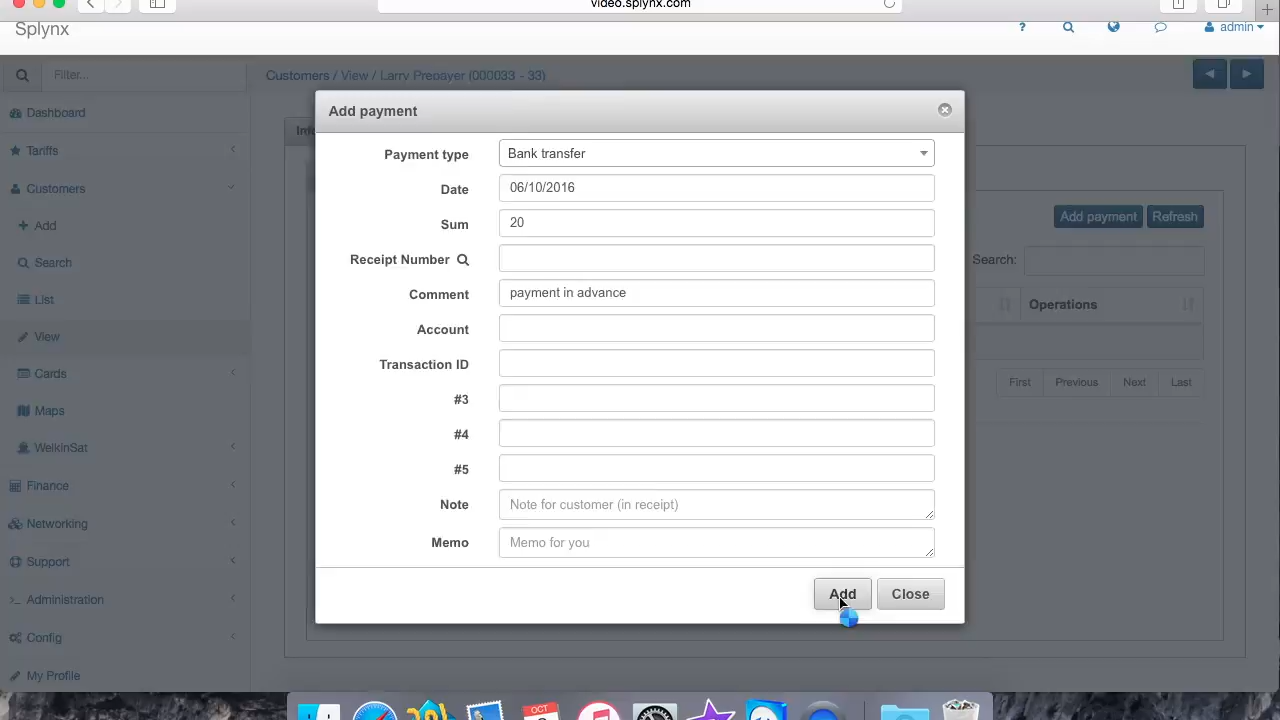 video.splynx.com
Splynx
?
admin
Filter...
Customers / View / Larry Prepayer (000033 - 33)
Dashboard
Tariffs
Customers
Add
Search
List
View
Cards
Maps
WelkinSat
Finance
Networking
Support
Administration
Config
My Profile
Add payment
Payment type
Bank transfer
Date
06/10/2016
Sum
20
Receipt Number
Comment
payment in advance
Account
Transaction ID
#3
#4
#5
Note
Note for customer (in receipt)
Memo
Memo for you
Add
Close
Add payment
Refresh
Search:
Operations
First
Previous
Next
Last
OCT